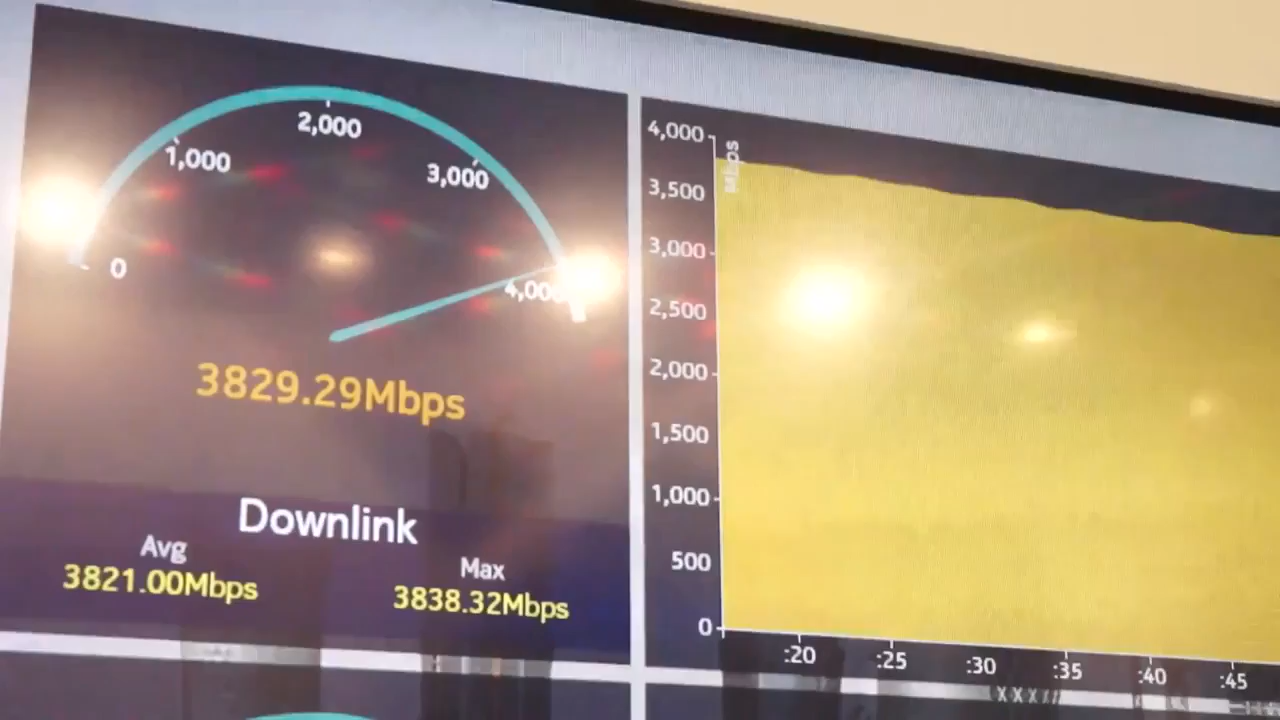 2,000
1,000
3,000
0
4,000
3829.29Mbps
Downlink
Avg
Max
3821.00Mbps
3838.32Mbps
Mbps
4,000
3,500
3,000
2,500
2,000
1,500
1,000
500
0
:20 :25 :30 :35 :40 :45